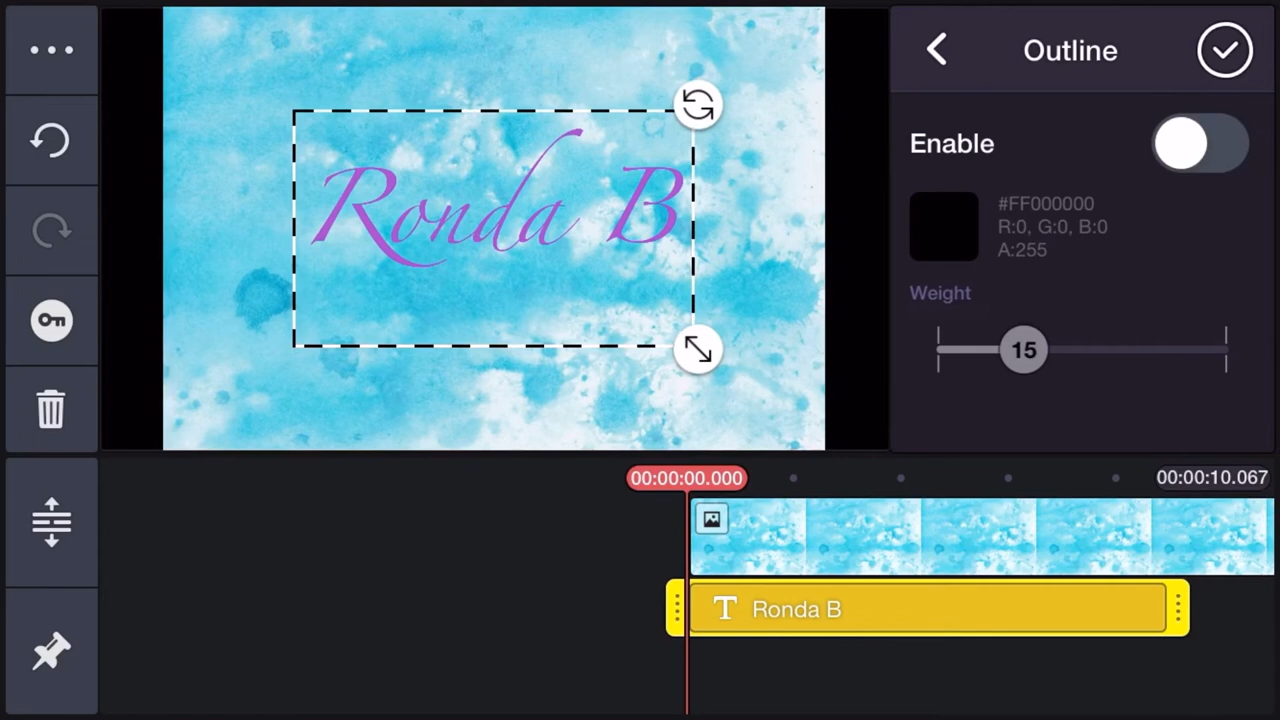 Outline
Ronda B
Enable
#FF000000
R:0, G:0, B:0
A:255
Weight
15
00:00:00.000
00:00:10.067
T Ronda B